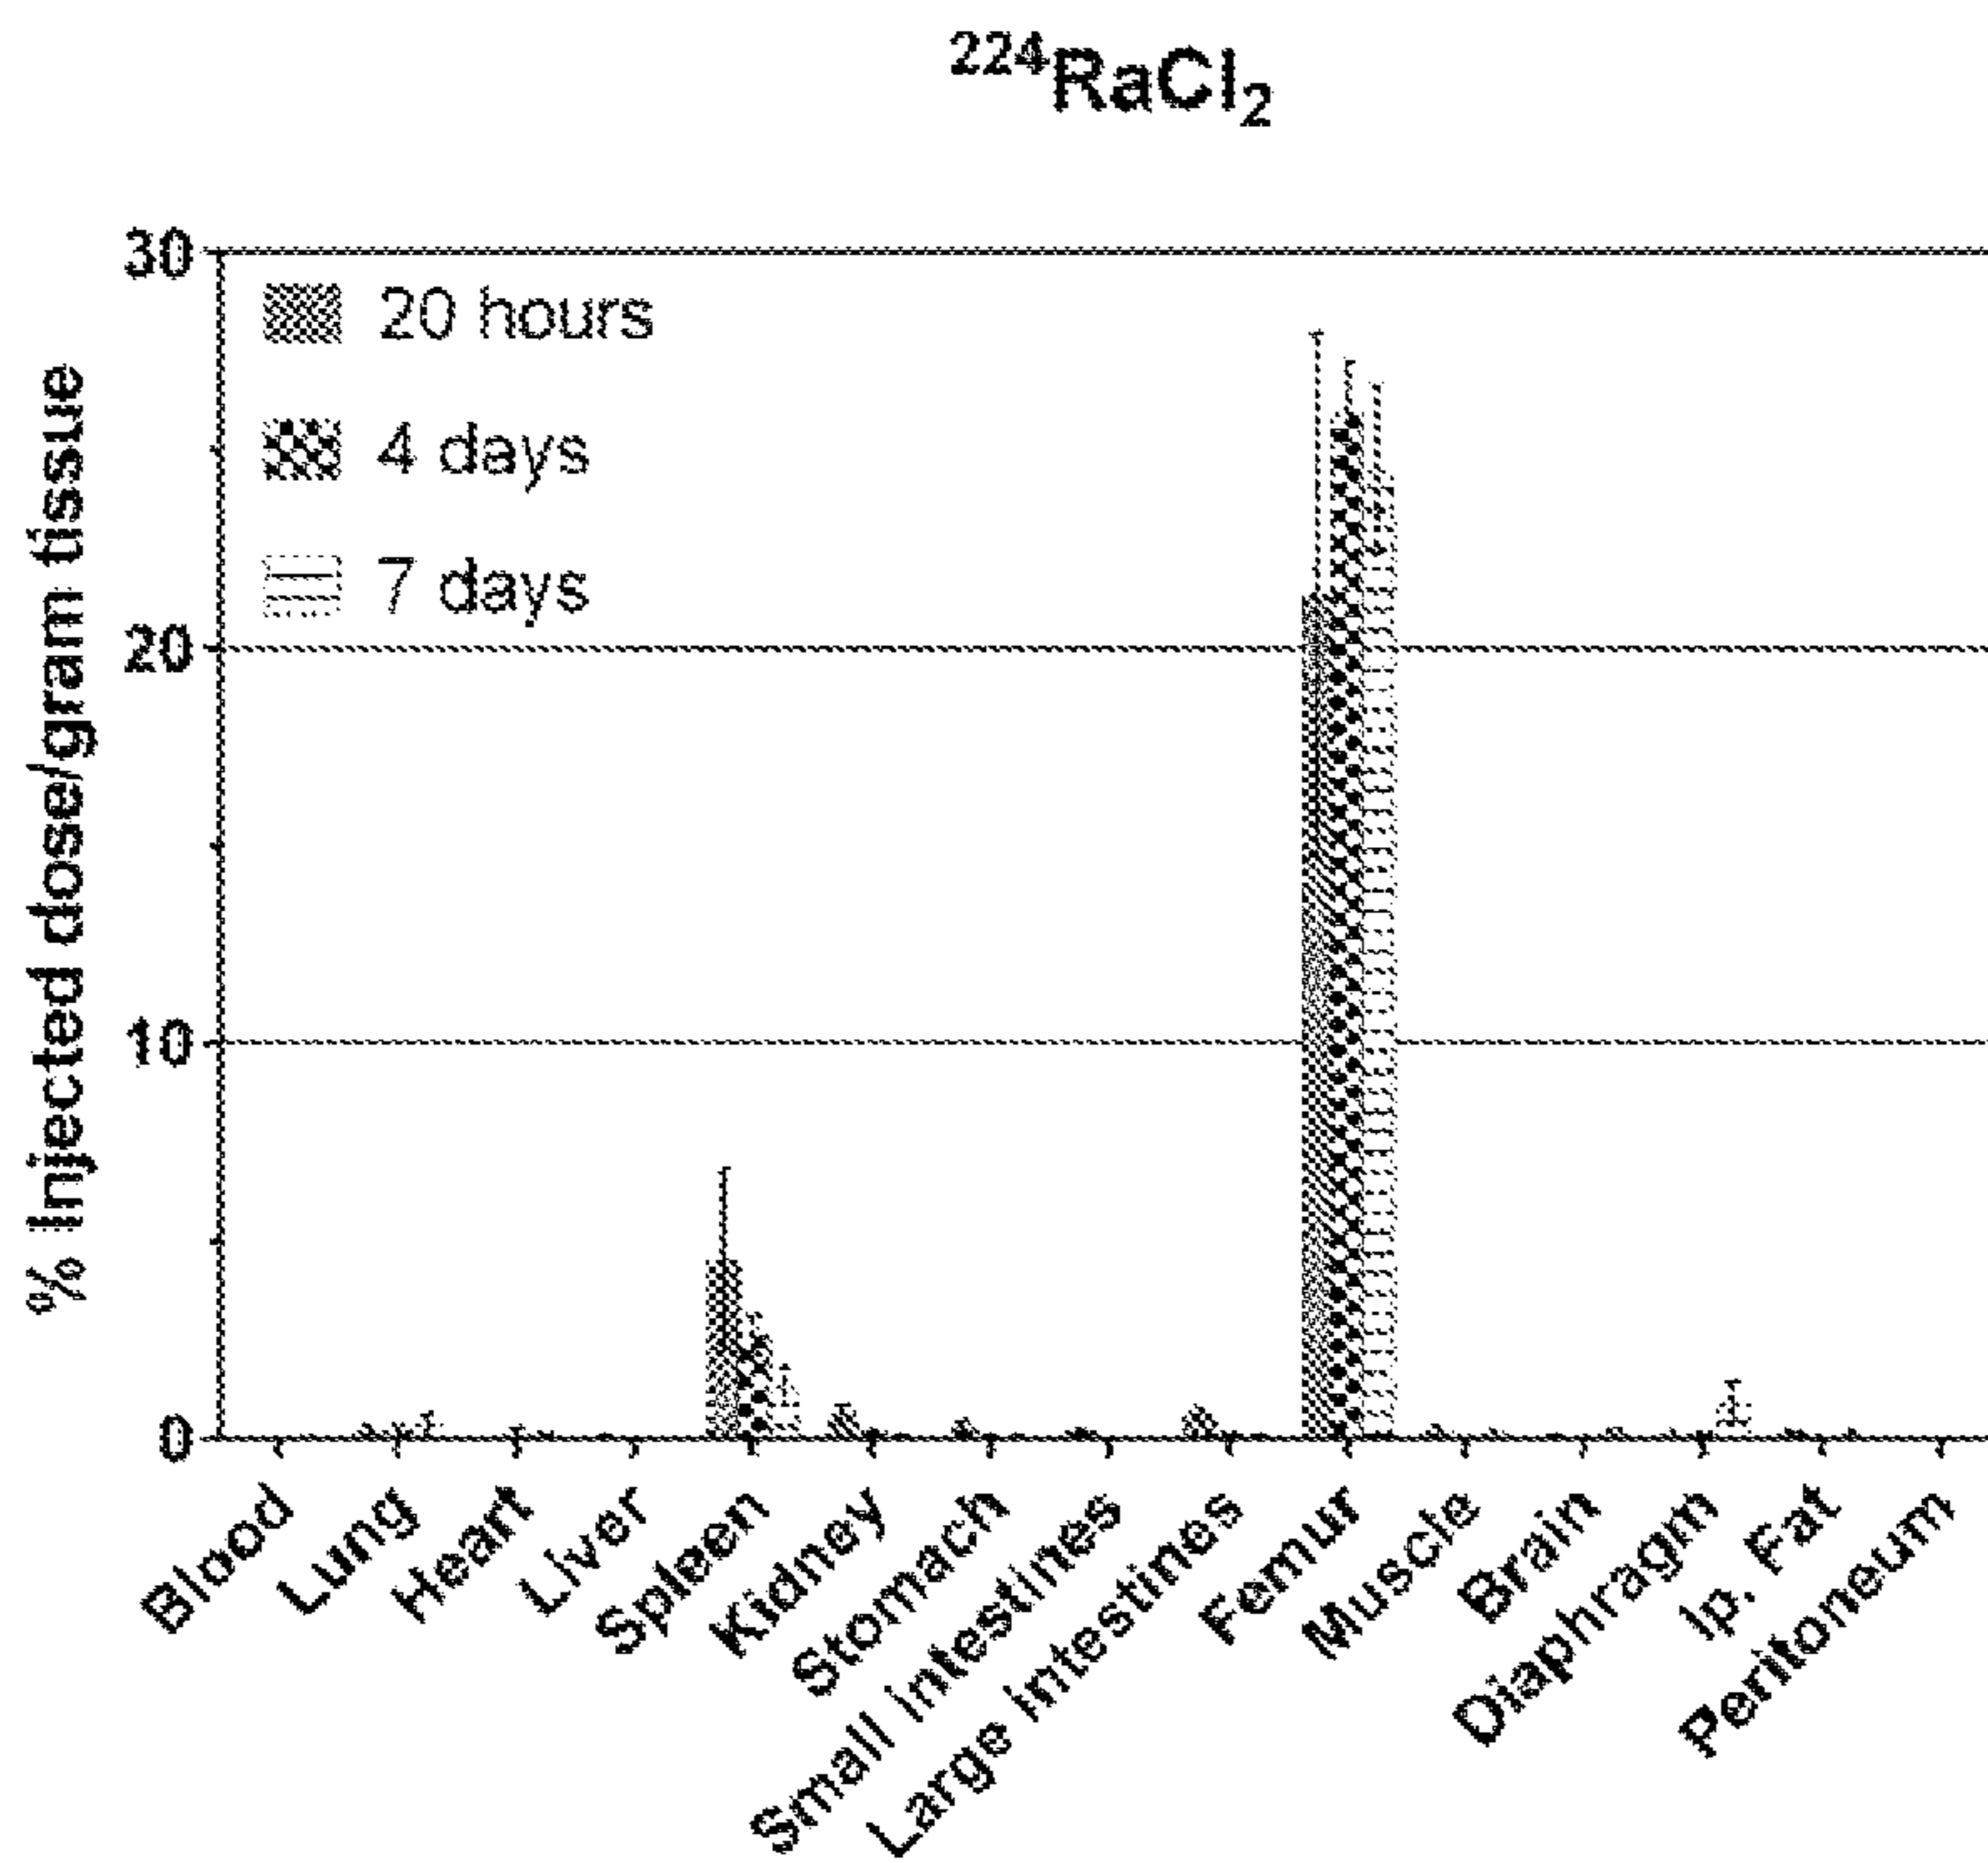 ²²⁴RaCl₂
% Injected dose/gram tissue
30
20
10
0
20 hours
4 days
7 days
Blood
Lung
Heart
Liver
Spleen
Kidney
Stomach
Small Intestines
Large Intestines
Femur
Muscle
Brain
Diaphragm
Ip. Fat
Peritoneum